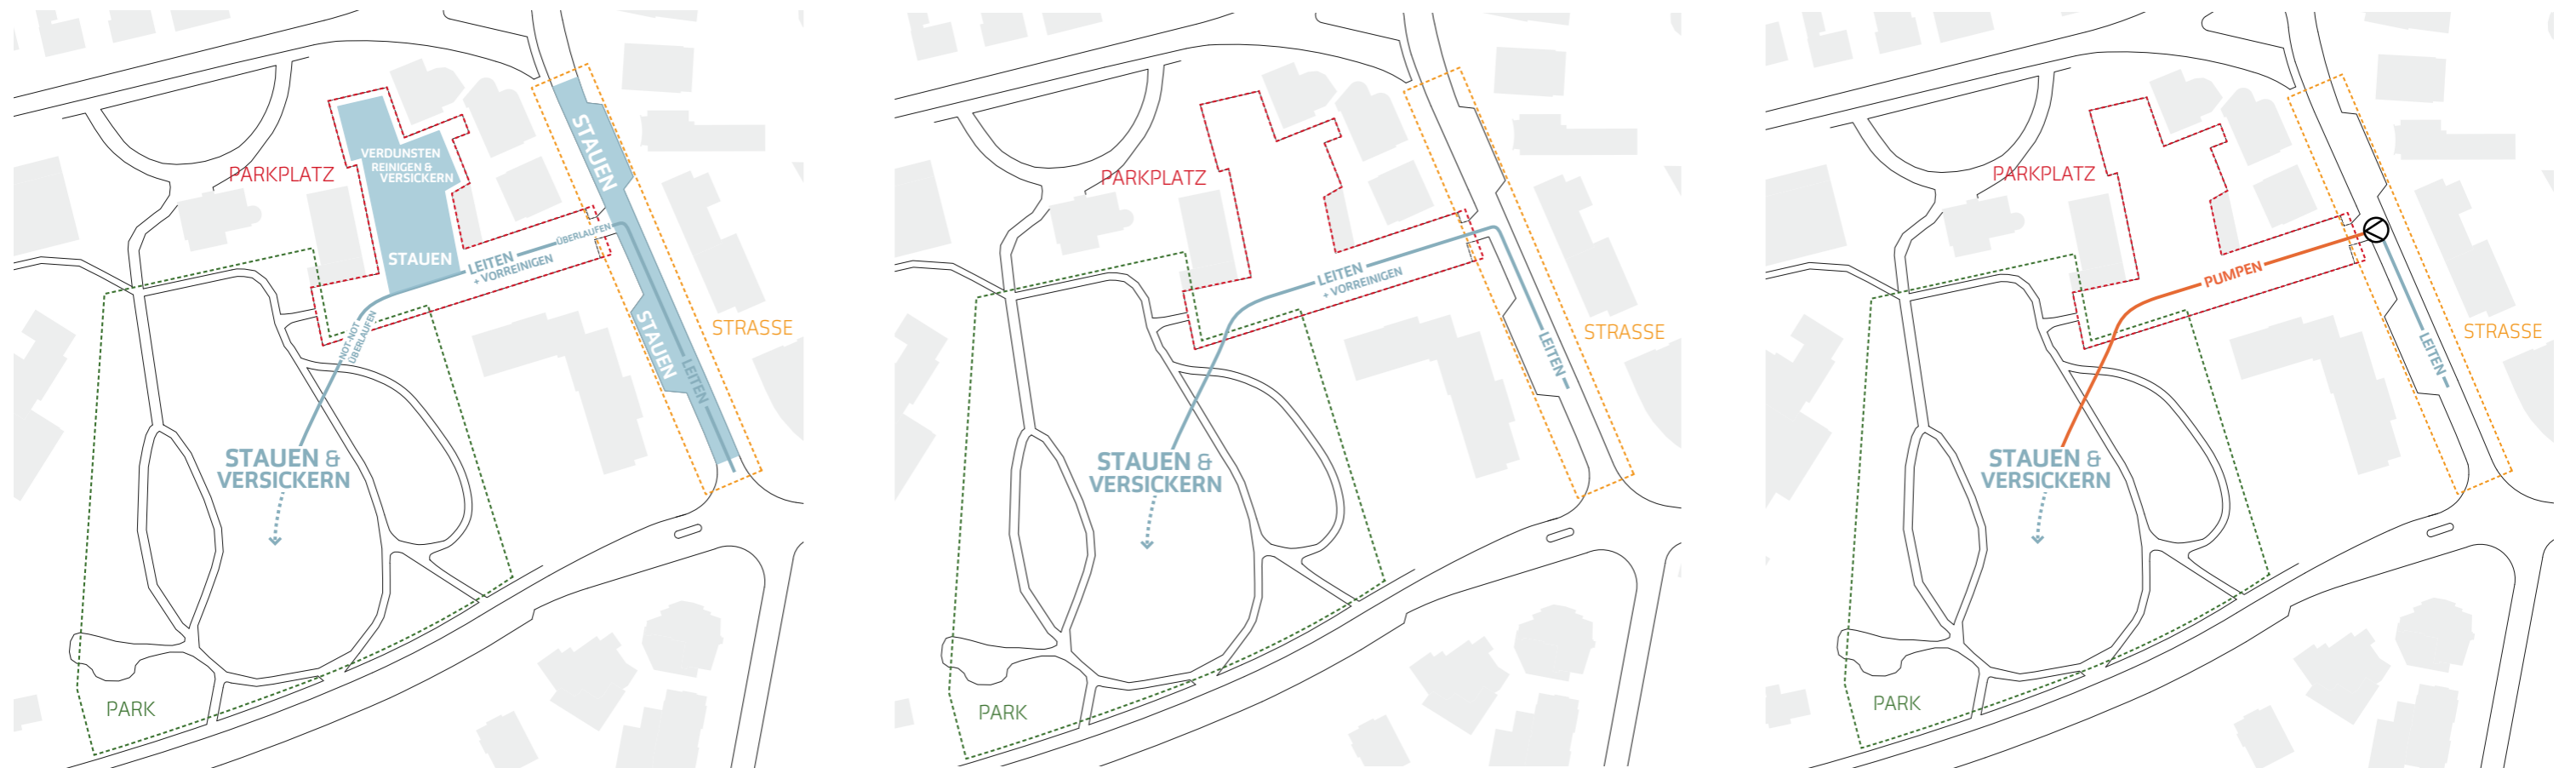 PARKPLATZ
VERDUNSTEN
REINIGEN &
VERSICKERN
STAUEN
STAUEN
LEITEN
+ VORREINIGEN
ÜBERLAUFEN
NOT-NOT
ÜBERLAUFEN
STAUEN
LEITEN
STRASSE
STAUEN &
VERSICKERN
PARK
PARKPLATZ
LEITEN
+ VORREINIGEN
LEITEN
STRASSE
STAUEN &
VERSICKERN
PARK
PARKPLATZ
PUMPEN
LEITEN
STRASSE
STAUEN &
VERSICKERN
PARK